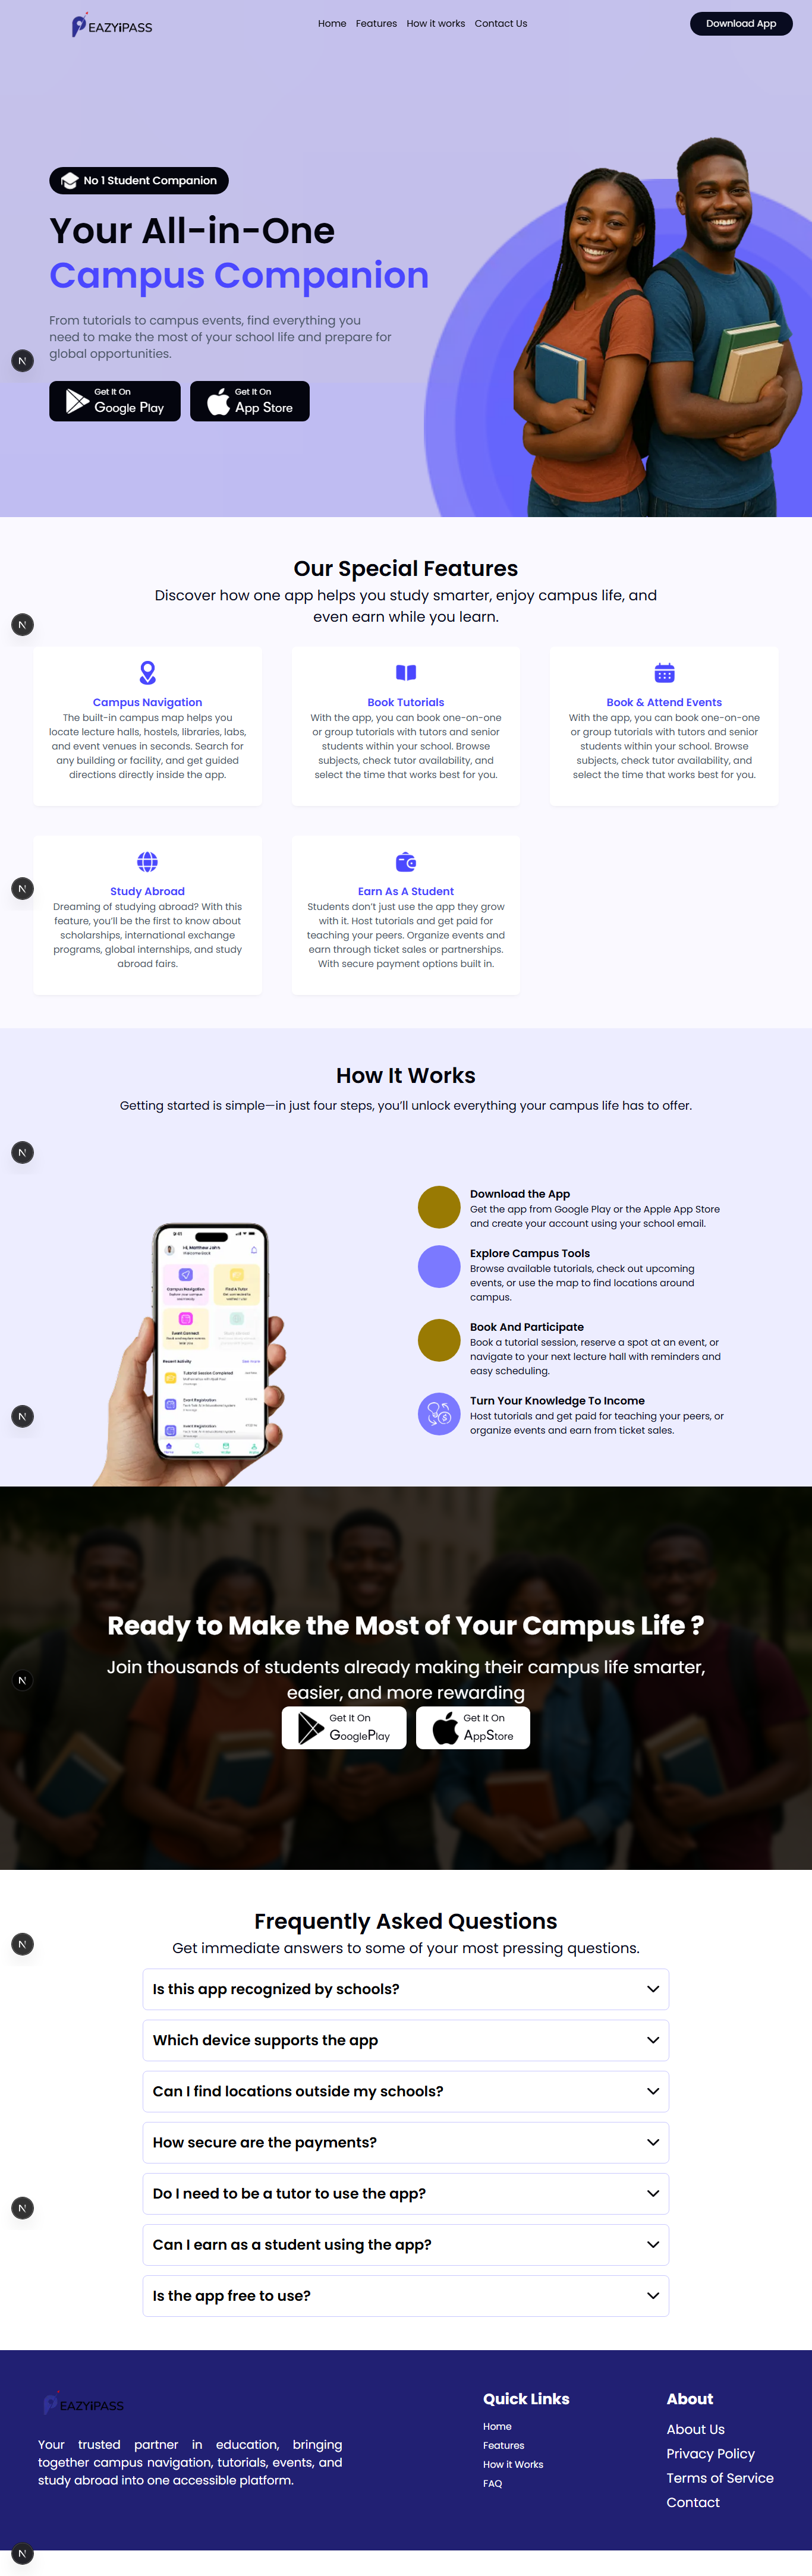 EAZYiPASS
Home Features How it works Contact Us
Download App
No 1 Student Companion
Your All-in-One
Campus Companion
From tutorials to campus events, find everything you
need to make the most of your school life and prepare for
global opportunities.
N
Get It On
Google Play
Get It On
App Store
Our Special Features
Discover how one app helps you study smarter, enjoy campus life, and
even earn while you learn.
N
Campus Navigation
The built-in campus map helps you
locate lecture halls, hostels, libraries, labs,
and event venues in seconds. Search for
any building or facility, and get guided
directions directly inside the app.
Book Tutorials
With the app, you can book one-on-one
or group tutorials with tutors and senior
students within your school. Browse
subjects, check tutor availability, and
select the time that works best for you.
Book & Attend Events
With the app, you can book one-on-one
or group tutorials with tutors and senior
students within your school. Browse
subjects, check tutor availability, and
select the time that works best for you.
N
Study Abroad
Dreaming of studying abroad? With this
feature, you’ll be the first to know about
scholarships, international exchange
programs, global internships, and study
abroad fairs.
Earn As A Student
Students don’t just use the app they grow
with it. Host tutorials and get paid for
teaching your peers. Organize events and
earn through ticket sales or partnerships.
With secure payment options built in.
How It Works
Getting started is simple—in just four steps, you’ll unlock everything your campus life has to offer.
N
9:41
Hi, Matthew John
Welcome back
Campus Navigation
Find A Tutor
Event Connect
Recent Activity
See more
Tutorial Session Completed
Event Registration
Event Registration
Download the App
Get the app from Google Play or the Apple App Store
and create your account using your school email.
Explore Campus Tools
Browse available tutorials, check out upcoming
events, or use the map to find locations around
campus.
Book And Participate
Book a tutorial session, reserve a spot at an event, or
navigate to your next lecture hall with reminders and
easy scheduling.
Turn Your Knowledge To Income
Host tutorials and get paid for teaching your peers, or
organize events and earn from ticket sales.
N
Ready to Make the Most of Your Campus Life ?
Join thousands of students already making their campus life smarter,
easier, and more rewarding
N
Get It On
GooglePlay
Get It On
AppStore
Frequently Asked Questions
Get immediate answers to some of your most pressing questions.
N
Is this app recognized by schools?
Which device supports the app
Can I find locations outside my schools?
How secure are the payments?
Do I need to be a tutor to use the app?
N
Can I earn as a student using the app?
Is the app free to use?
EAZYiPASS
Your trusted partner in education, bringing
together campus navigation, tutorials, events, and
study abroad into one accessible platform.
Quick Links
Home
Features
How it Works
FAQ
About
About Us
Privacy Policy
Terms of Service
Contact
N